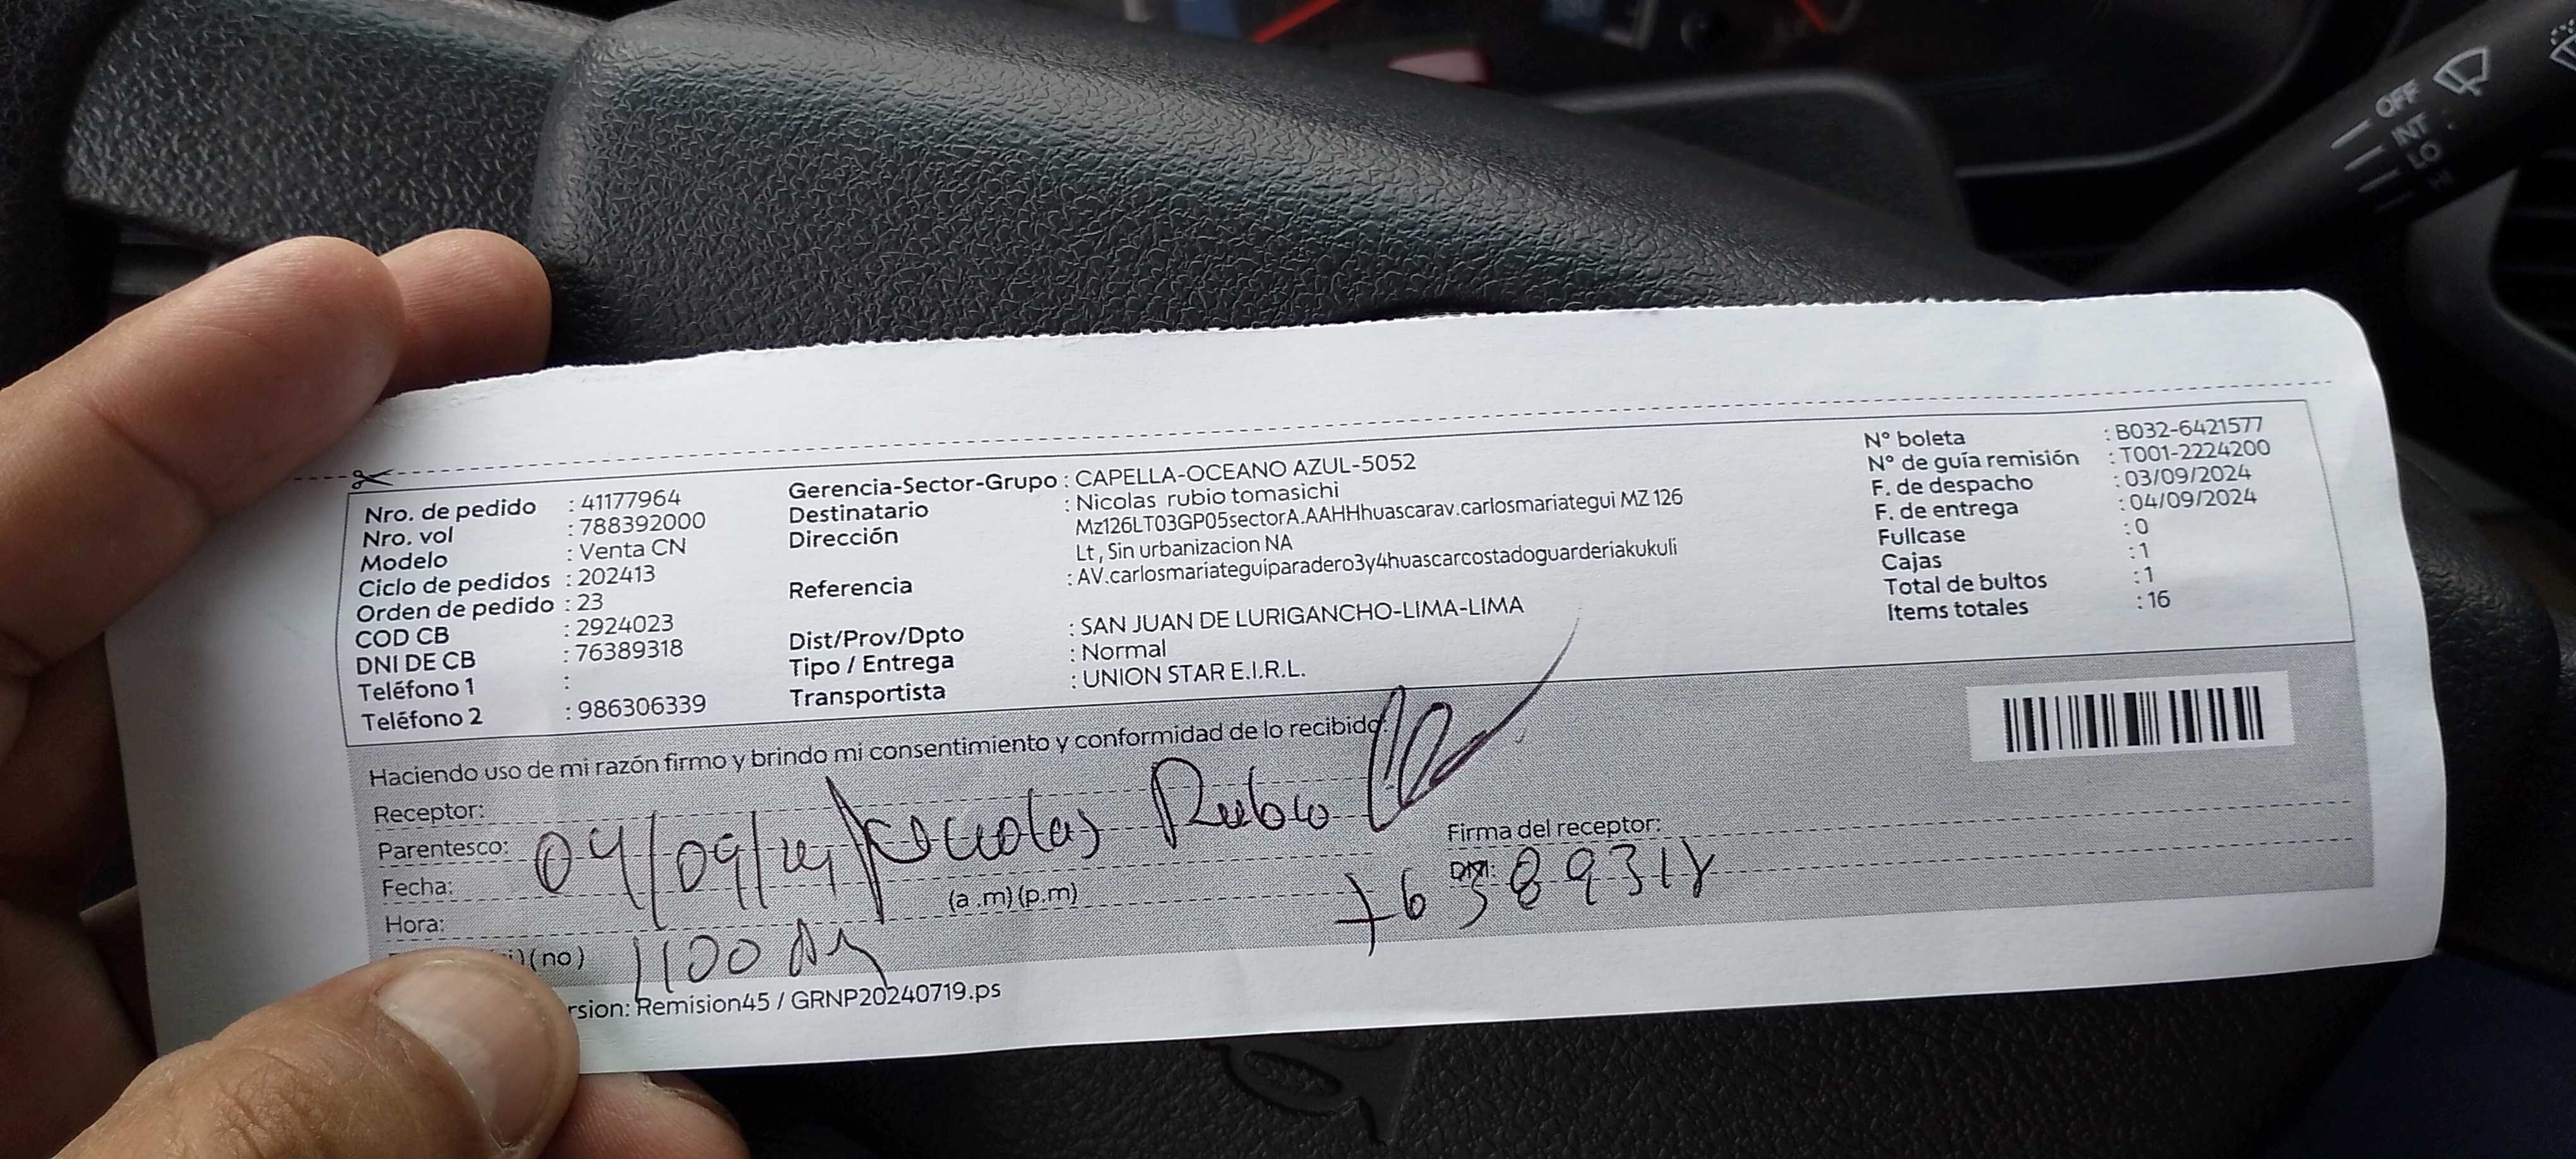 OFF
INT
LO
Nro. de pedido : 41177964
Nro. vol : 788392000
Modelo : Venta CN
Ciclo de pedidos : 202413
Orden de pedido : 23
COD CB : 2924023
DNI DE CB : 76389318
Teléfono 1 :
Teléfono 2 : 986306339
Gerencia-Sector-Grupo : CAPELLA-OCEANO AZUL-5052
Destinatario : Nicolas rubio tomasichi
Dirección Mz126LT03GP05sectorA.AAHHhuascarav.carlosmariategui MZ 126
Lt , Sin urbanizacion NA
Referencia : AV.carlosmariateguiparadero3y4huascarcostadoguarderiakukuli
Dist/Prov/Dpto : SAN JUAN DE LURIGANCHO-LIMA-LIMA
Tipo / Entrega : Normal
Transportista : UNION STAR E.I.R.L.
N° boleta : B032-6421577
N° de guía remisión : T001-2224200
F. de despacho : 03/09/2024
F. de entrega : 04/09/2024
Fullcase : 0
Cajas : 1
Total de bultos : 1
Items totales : 16
Haciendo uso de mi razón firmo y brindo mi consentimiento y conformidad de lo recibido.
Receptor:
Nicolas Rubio
Parentesco:
Fecha: 04/09/24
Firma del receptor:
DNI: 76389318
Hora: (a .m) (p.m)
(no) 1100 AM
rsion: Remision45 / GRNP20240719.ps